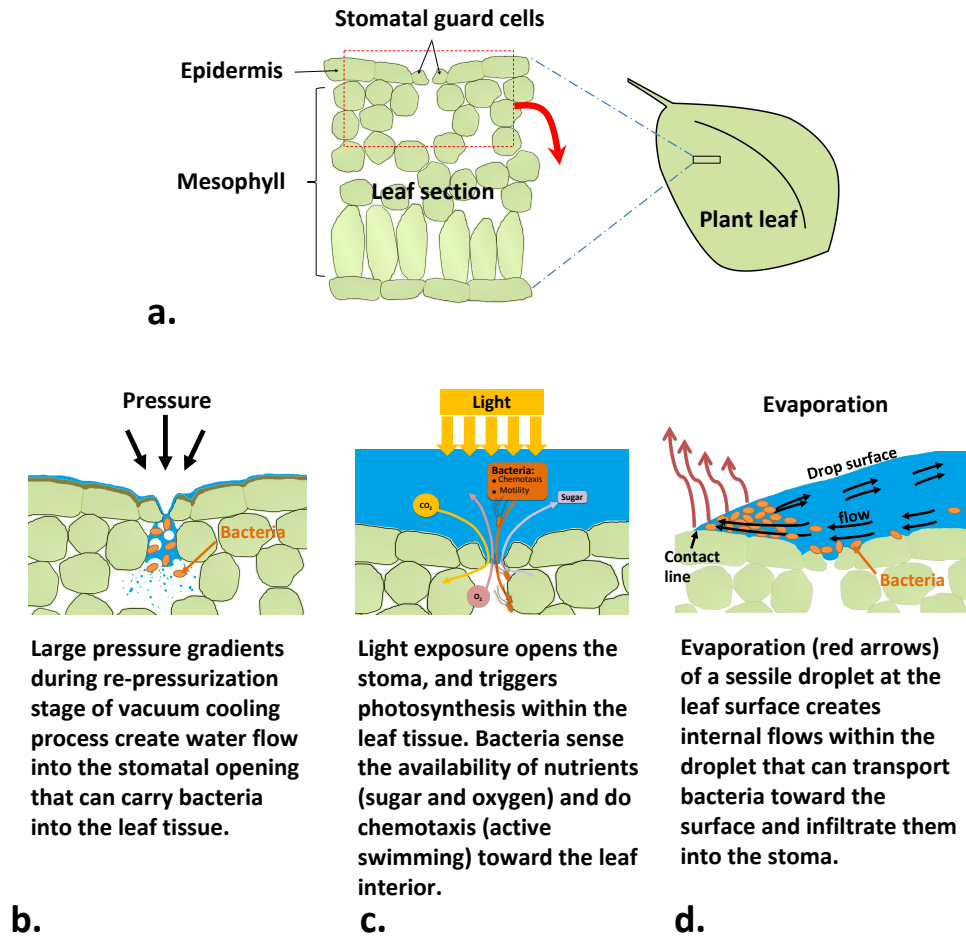 Stomatal guard cells
Epidermis
Mesophyll
Leaf section
Plant leaf
a.
Pressure
Bacteria
Large pressure gradients
during re-pressurization
stage of vacuum cooling
process create water flow
into the stomatal opening
that can carry bacteria
into the leaf tissue.
b.
Light
Bacteria:
● Chemotaxis
● Motility
CO₂
Sugar
O₂
Light exposure opens the
stoma, and triggers
photosynthesis within the
leaf tissue. Bacteria sense
the availability of nutrients
(sugar and oxygen) and do
chemotaxis (active
swimming) toward the leaf
interior.
c.
Evaporation
Drop surface
flow
Contact
line
Bacteria
Evaporation (red arrows)
of a sessile droplet at the
leaf surface creates
internal flows within the
droplet that can transport
bacteria toward the
surface and infiltrate them
into the stoma.
d.